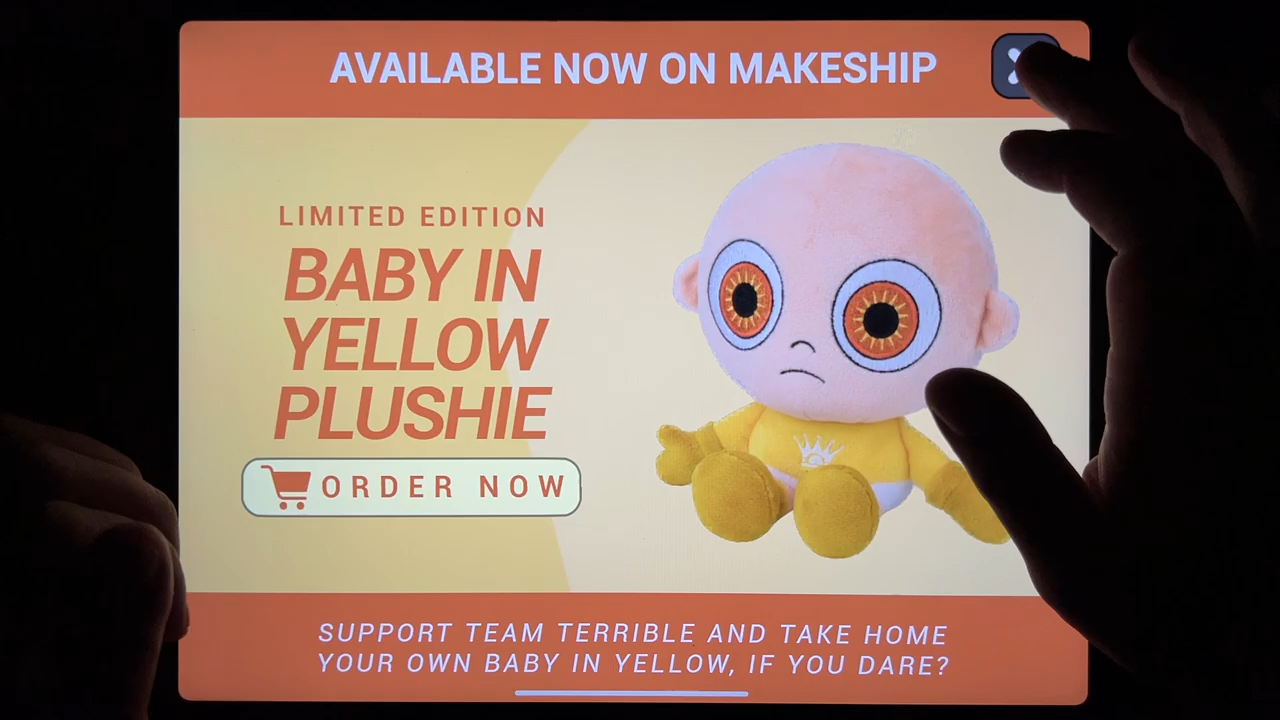 AVAILABLE NOW ON MAKESHIP
LIMITED EDITION
BABY IN
YELLOW
PLUSHIE
ORDER NOW
SUPPORT TEAM TERRIBLE AND TAKE HOME
YOUR OWN BABY IN YELLOW, IF YOU DARE?